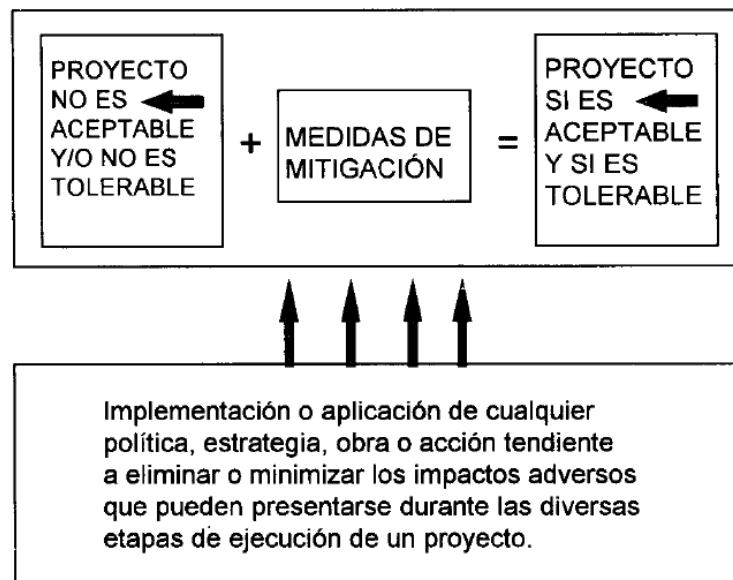 PROYECTO
NO ES
ACEPTABLE
Y/O NO ES
TOLERABLE
+
MEDIDAS DE
MITIGACIÓN
=
PROYECTO
SI ES
ACEPTABLE
Y SI ES
TOLERABLE
Implementación o aplicación de cualquier
política, estrategia, obra o acción tendiente
a eliminar o minimizar los impactos adversos
que pueden presentarse durante las diversas
etapas de ejecución de un proyecto.